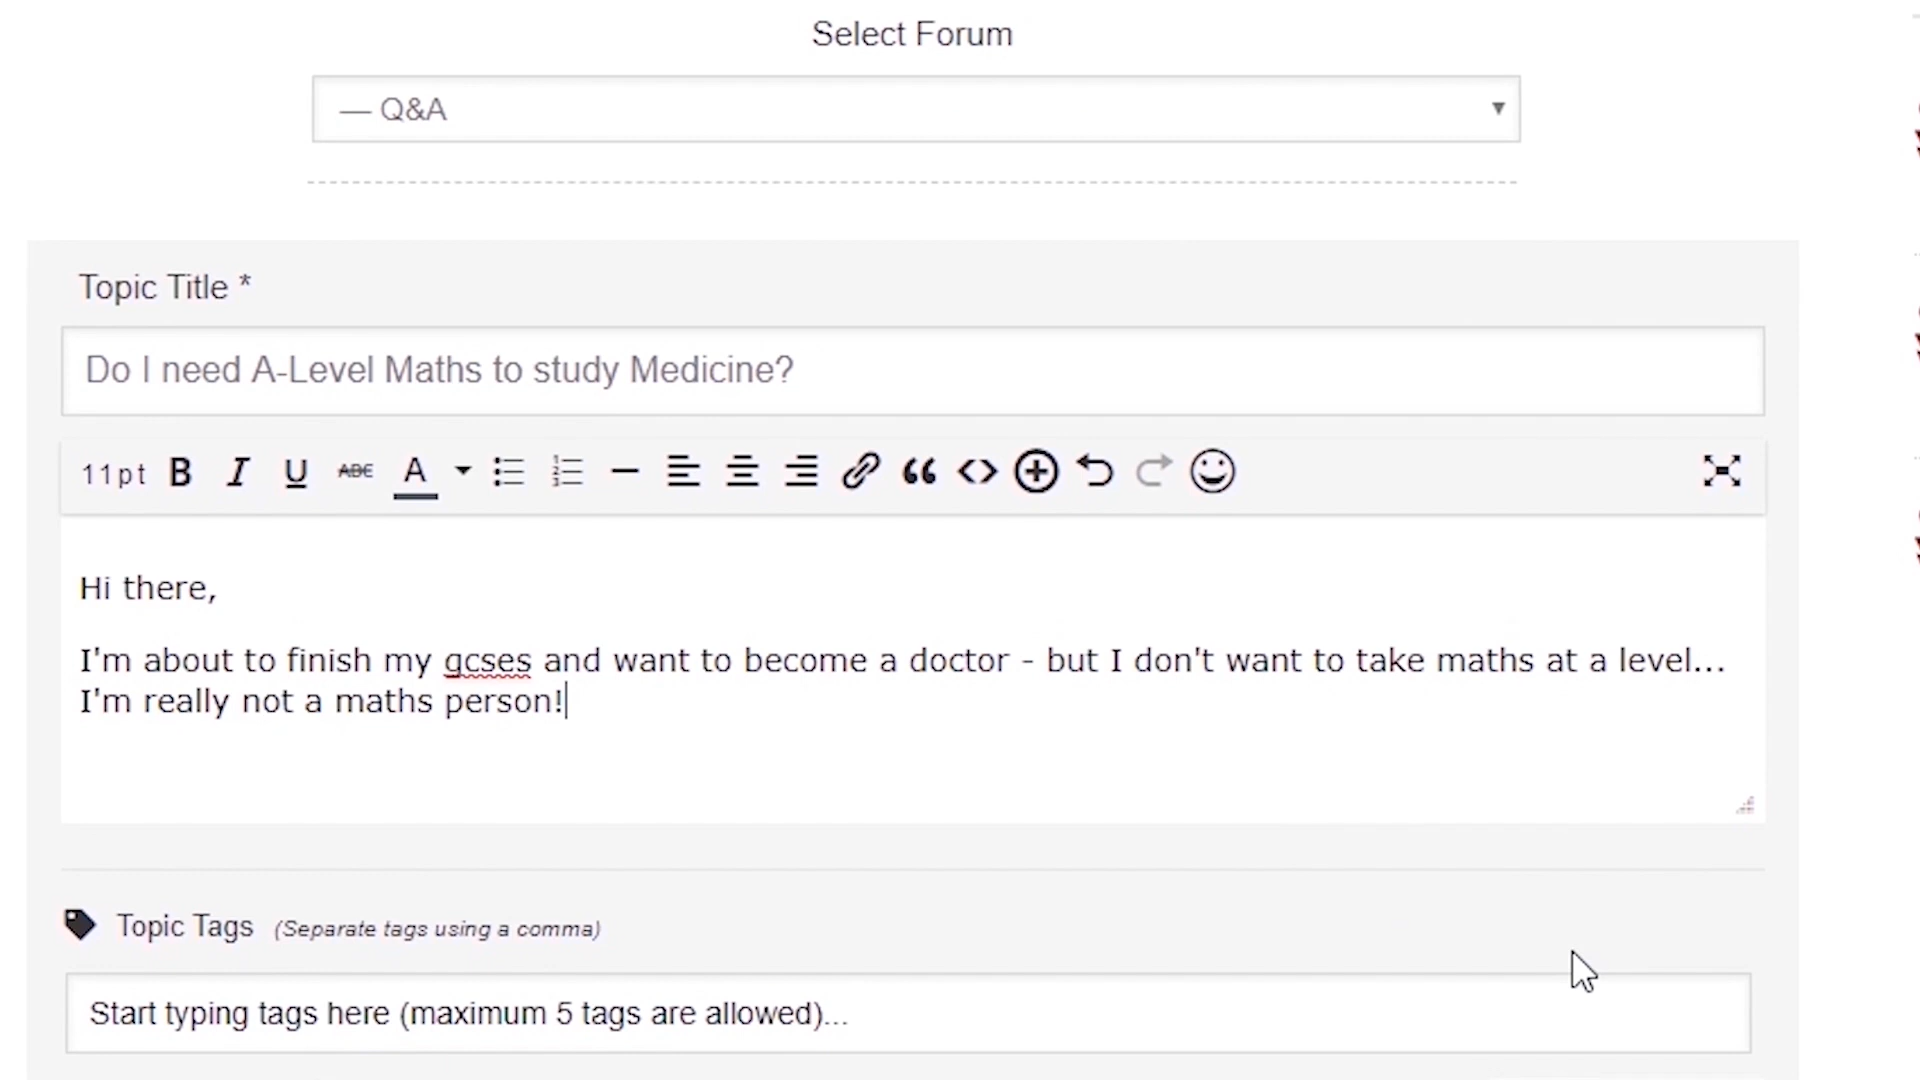 Select Forum
— Q&A
Topic Title *
Do I need A-Level Maths to study Medicine?
11pt B I U ABC A
Hi there,
I'm about to finish my gcses and want to become a doctor - but I don't want to take maths at a level...
I'm really not a maths person!
Topic Tags (Separate tags using a comma)
Start typing tags here (maximum 5 tags are allowed)...